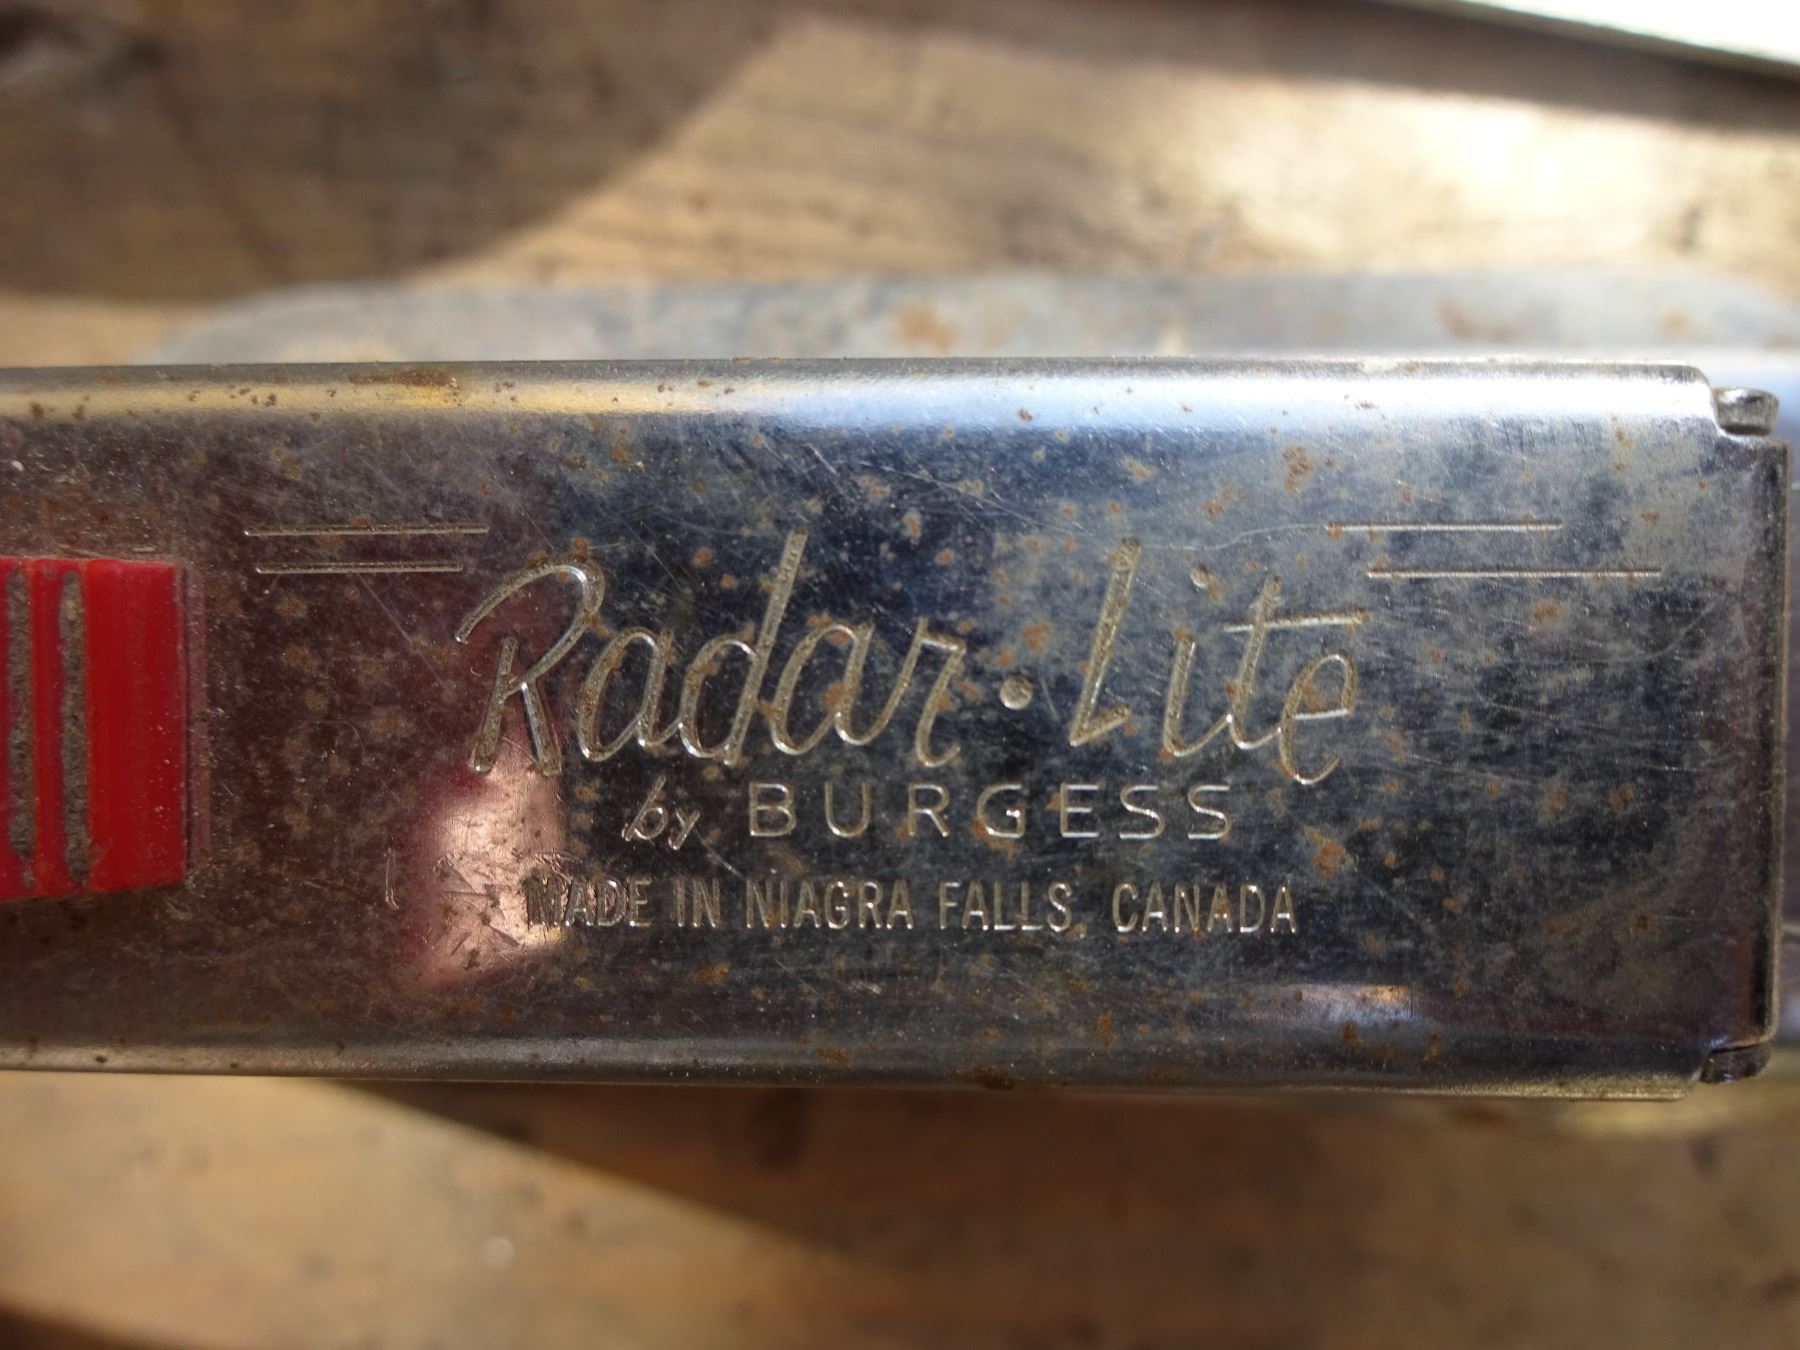 Radar·Lite
by BURGESS
MADE IN NIAGRA FALLS, CANADA